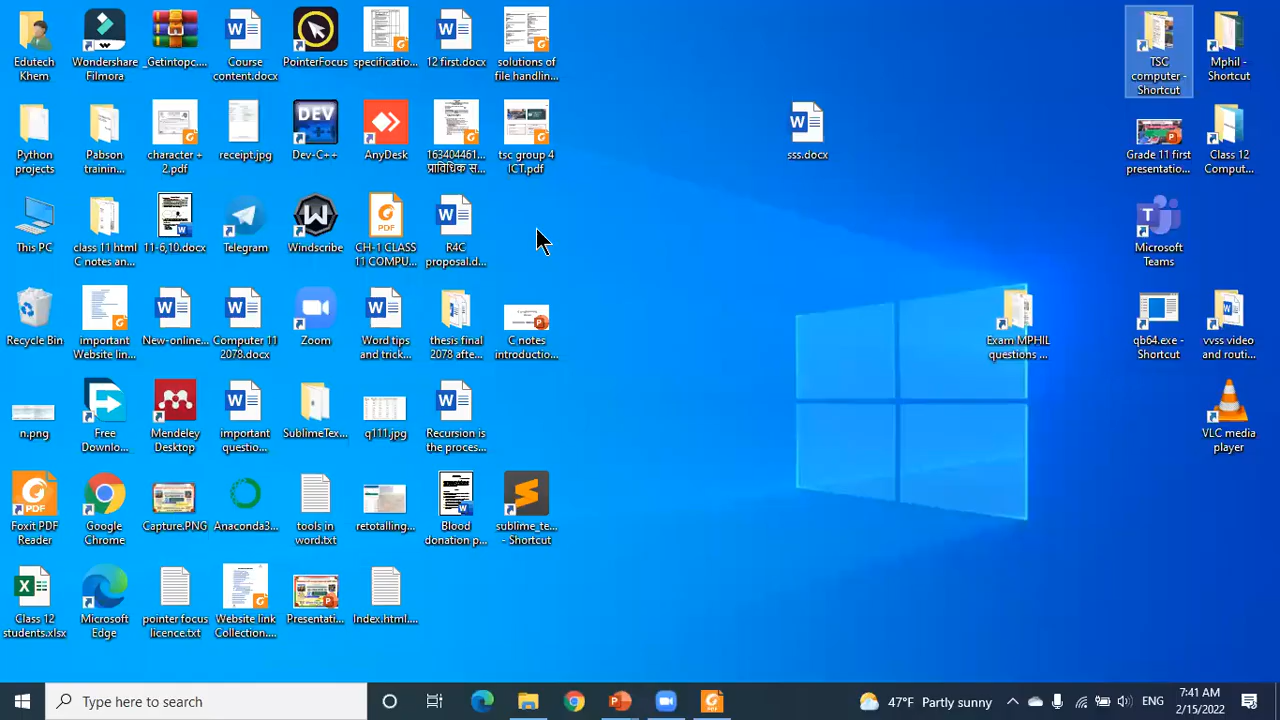 Edutech
Khem
Wondershare
Filmora
_Getintopc....
Course
content.docx
PointerFocus
specificatio...
12 first.docx
solutions of
file handlin...
TSC
computer -
Shortcut
Mphil -
Shortcut
Python
projects
Pabson
trainin...
character +
2.pdf
receipt.jpg
DEV
Dev-C++
AnyDesk
163404461...
प्राविधिक स...
tsc group 4
ICT.pdf
sss.docx
Grade 11 first
presentatio...
Class 12
Comput...
This PC
class 11 html
C notes an...
11-6,10.docx
Telegram
Windscribe
PDF
CH-1 CLASS
11 COMPU...
R4C
proposal.d...
Microsoft
Teams
Recycle Bin
important
Website lin...
New-online...
Computer 11
2078.docx
Zoom
Word tips
and trick...
thesis final
2078 afte...
C notes
introductio...
Exam MPHIL
questions ...
qb64.exe -
Shortcut
vvss video
and routi...
n.png
Free
Downlo...
Mendeley
Desktop
important
questio...
SublimeTex...
q111.jpg
Recursion is
the proces...
VLC media
player
PDF
Foxit PDF
Reader
Google
Chrome
Capture.PNG
Anaconda3...
tools in
word.txt
retotalling...
Blood
donation p...
sublime_te...
- Shortcut
Class 12
students.xlsx
Microsoft
Edge
pointer focus
licence.txt
Website link
Collection....
Presentati...
Index.html....
Type here to search
47°F Partly sunny
ENG
7:41 AM
2/15/2022